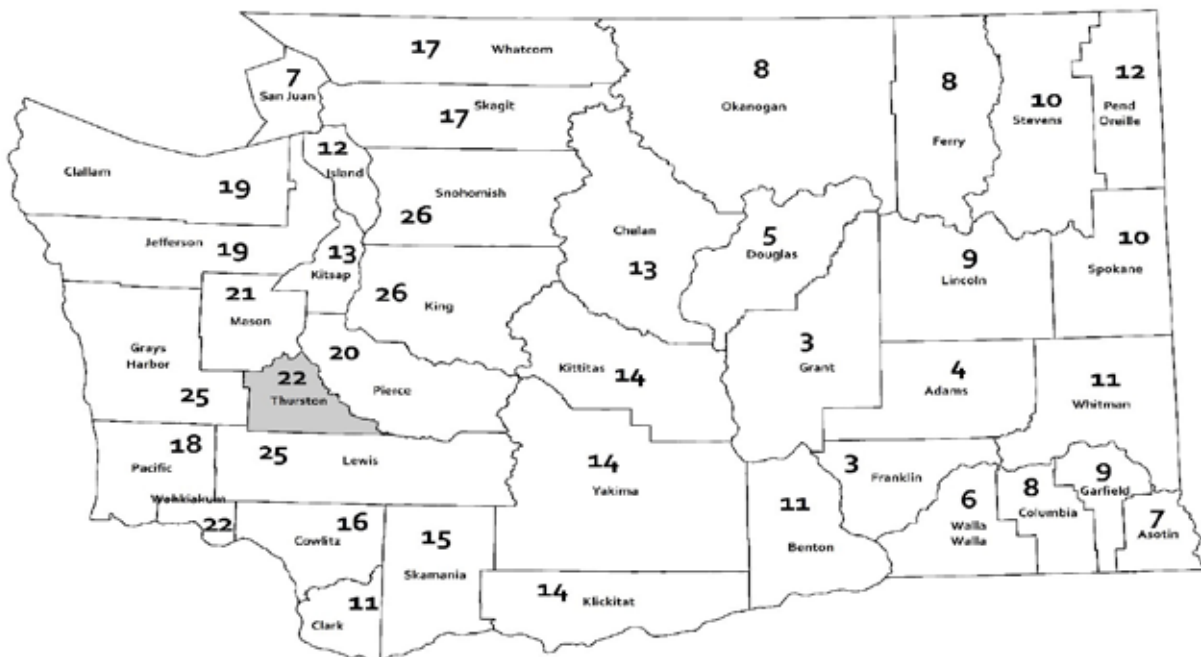 17 Whatcom
7
San Juan
8
Okanogan
8
Ferry
10
Stevens
12
Pend
Oreille
Skagit
17
12
Island
Clallam
19
Snohomish
26
Jefferson
19
13
Kitsap
Chelan
13
5
Douglas
9
Lincoln
10
Spokane
21
Mason
26 King
Grays
Harbor
25
20
Pierce
22
Thurston
Kittitas 14
3
Grant
4
Adams
11
Whitman
18
Pacific
25 Lewis
14
Yakima
3 Franklin
9
Garfield
Wahkiakum
22
16
Cowlitz
15
Skamania
11
Benton
6
Walla
Walla
8
Columbia
7
Asotin
14 Klickitat
11
Clark